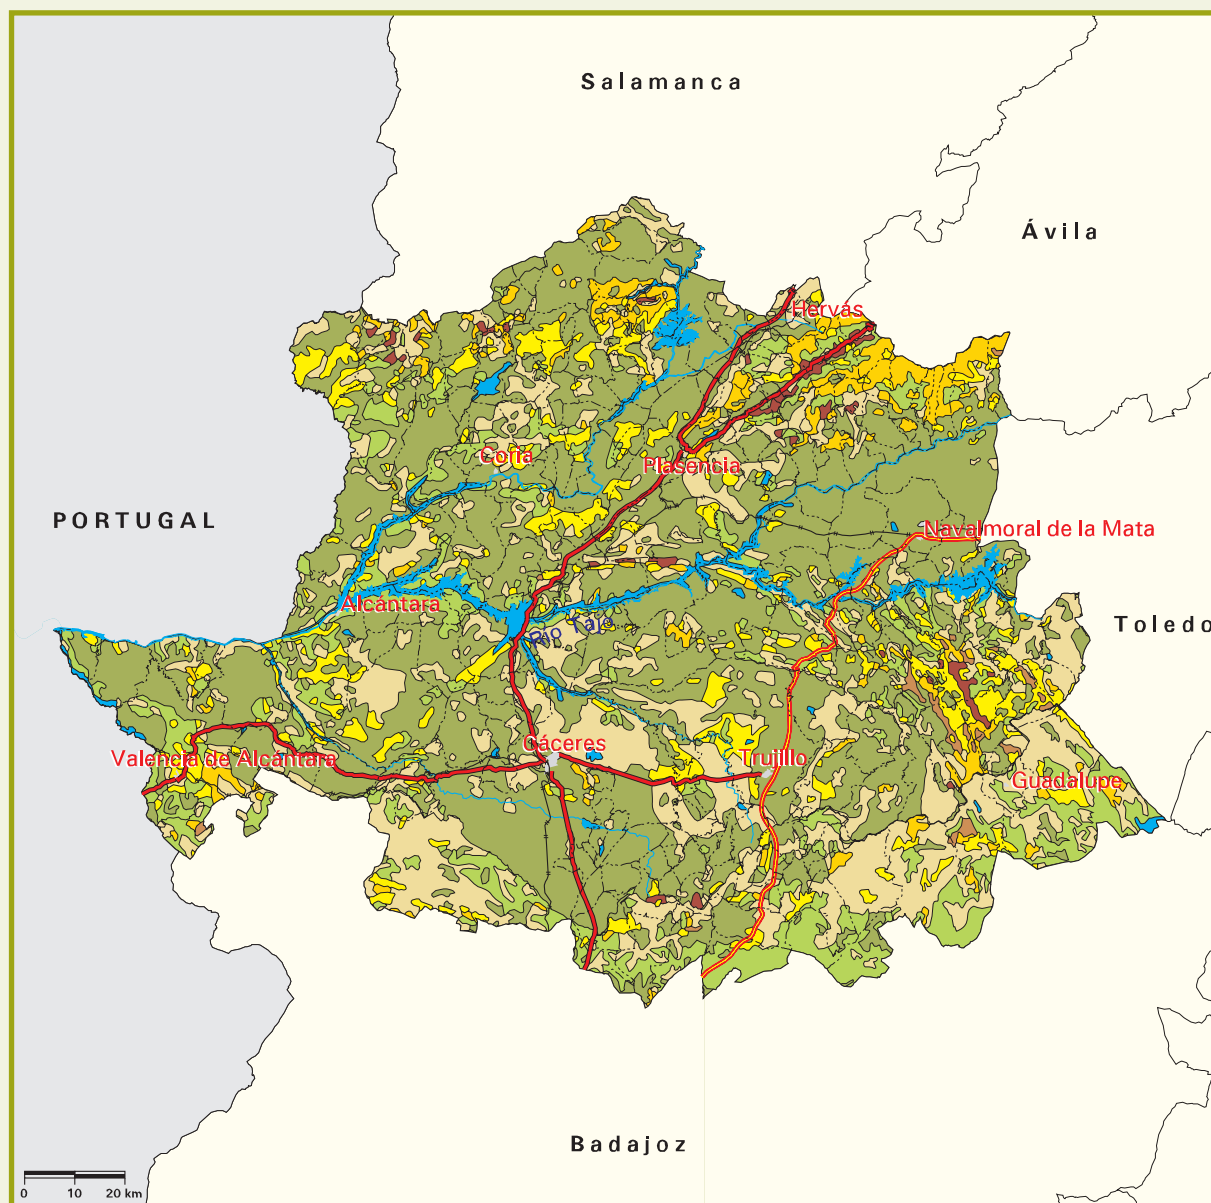 Salamanca
Ávila
Hervás
Coria
Plasencia
PORTUGAL
Navalmoral de la Mata
Alcántara
Río Tajo
Toledo
Cáceres
Valencia de Alcántara
Trujillo
Guadalupe
Badajoz
0 10 20 km